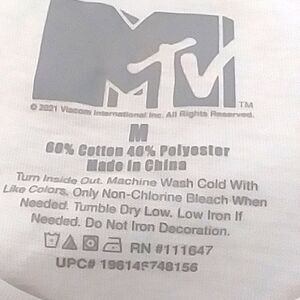 MTV TM
© 2021 Viacom International Inc. All Rights Reserved.
M
60% Cotton 40% Polyester
Made in China
Turn Inside Out. Machine Wash Cold With
Like Colors, Only Non-Chlorine Bleach When
Needed. Tumble Dry Low. Low Iron If
Needed. Do Not Iron Decoration.
RN #111647
UPC#